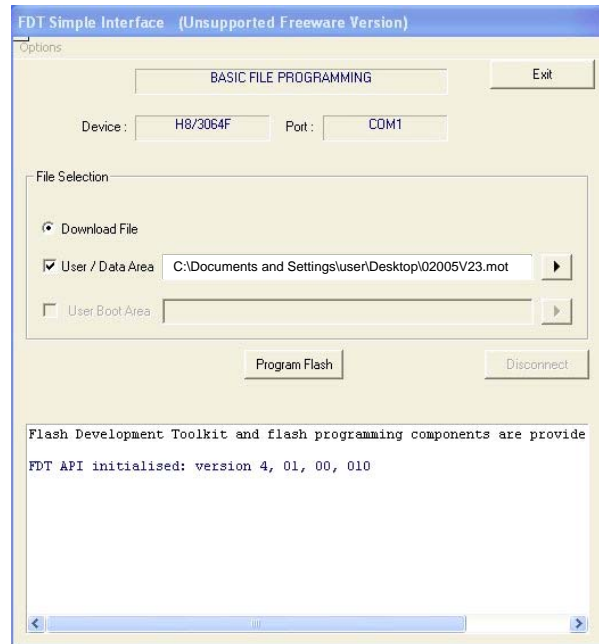 FDT Simple Interface (Unsupported Freeware Version)
Options
BASIC FILE PROGRAMMING
Exit
Device : H8/3064F Port : COM1
File Selection
Download File
User / Data Area C:\Documents and Settings\user\Desktop\02005V23.mot
User Boot Area
Program Flash Disconnect
Flash Development Toolkit and flash programming components are provide
FDT API initialised: version 4, 01, 00, 010